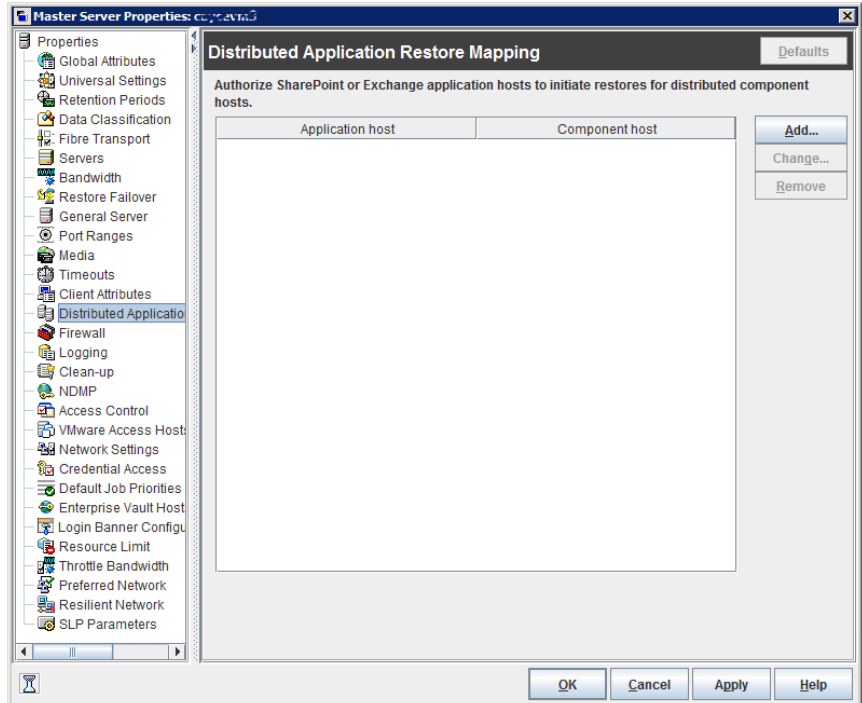 Master Server Properties:
Properties
Global Attributes
Universal Settings
Retention Periods
Data Classification
Fibre Transport
Servers
Bandwidth
Restore Failover
General Server
Port Ranges
Media
Timeouts
Client Attributes
Distributed Applicatio
Firewall
Logging
Clean-up
NDMP
Access Control
VMware Access Hosts
Network Settings
Credential Access
Default Job Priorities
Enterprise Vault Host
Login Banner Configu
Resource Limit
Throttle Bandwidth
Preferred Network
Resilient Network
SLP Parameters
Distributed Application Restore Mapping
Defaults
Authorize SharePoint or Exchange application hosts to initiate restores for distributed component
hosts.
Application host Component host
Add...
Change...
Remove
OK Cancel Apply Help